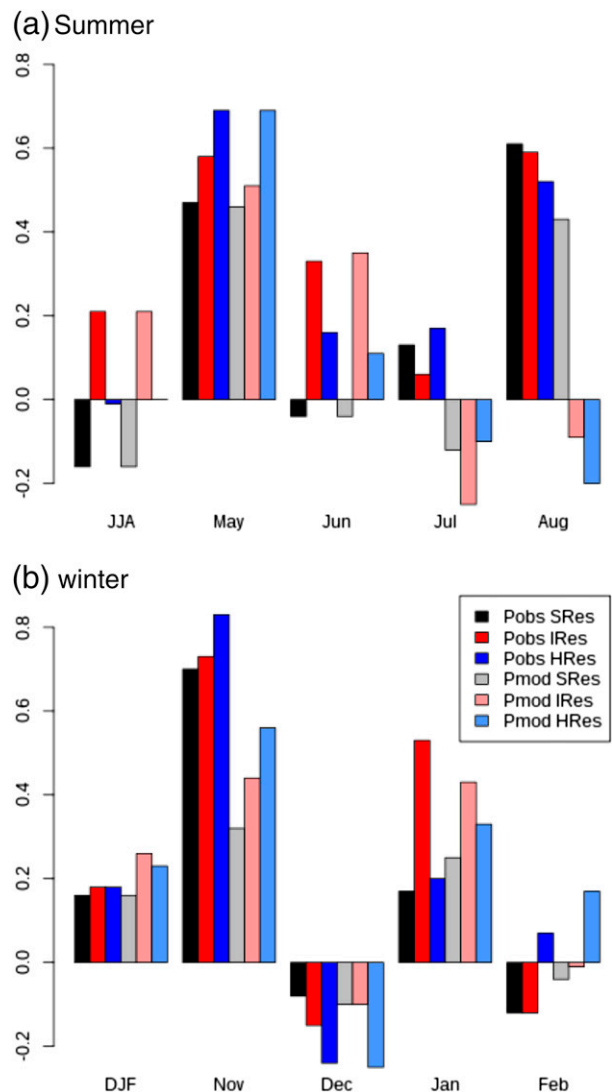 (a) Summer
0.8
0.6
0.4
0.2
0.0
-0.2
JJA May Jun Jul Aug
(b) winter
0.8
0.6
0.4
0.2
0.0
-0.2
Pobs SRes
Pobs IRes
Pobs HRes
Pmod SRes
Pmod IRes
Pmod HRes
DJF Nov Dec Jan Feb